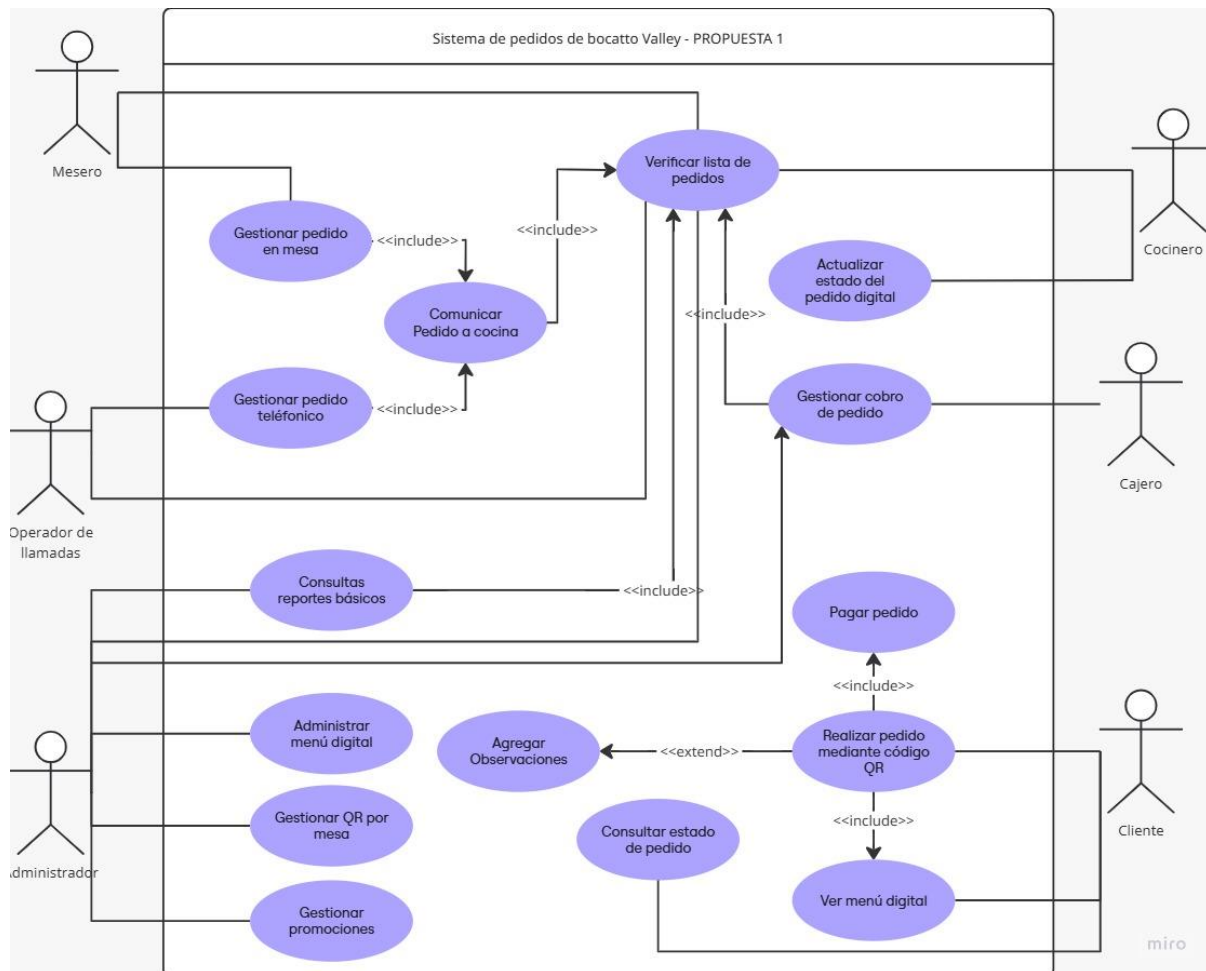 Sistema de pedidos de bocatto Valley - PROPUESTA 1
Mesero
Verificar lista de
pedidos
Cocinero
Gestionar pedido
en mesa
<<include>>
<<include>>
Actualizar
estado del
pedido digital
Comunicar
Pedido a cocina
<<include>>
Gestionar pedido
teléfonico
<<include>>
Gestionar cobro
de pedido
Cajero
Operador de
llamadas
Consultas
reportes básicos
<<include>>
Pagar pedido
<<include>>
Administrar
menú digital
Agregar
Observaciones
<<extend>>
Realizar pedido
mediante código
QR
Gestionar QR por
mesa
Consultar estado
de pedido
<<include>>
Cliente
dministrador
Ver menú digital
Gestionar
promociones
miro